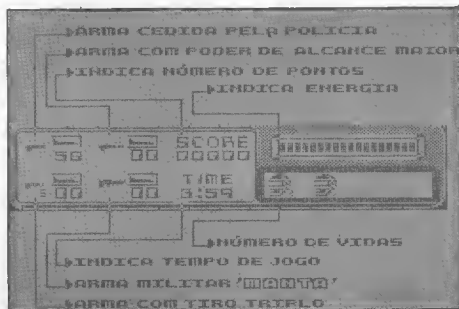 ARMA CEDIDA PELA POLICIA
ARMA COM PODER DE ALCANCE MAIOR
INDICA NÚMERO DE PONTOS
INDICA ENERGIA
SCORE
50 00 00000
TIME
00 00 3:59
NÚMERO DE VIDAS
INDICA TEMPO DE JOGO
ARMA MILITAR 'MANTA'
ARMA COM TIRO TRIPLO